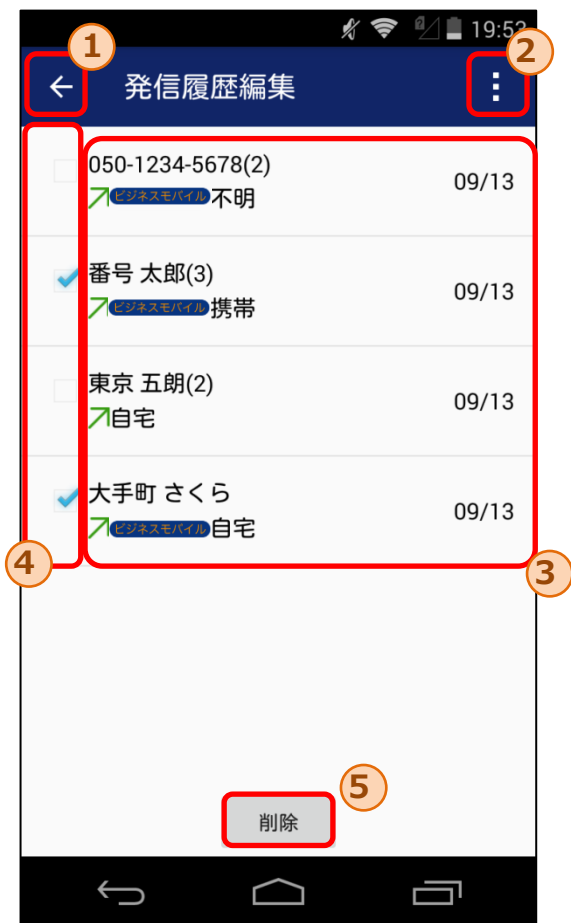 19:53
1
2
発信履歴編集
050-1234-5678(2)
ビジネスモバイル 不明
09/13
番号 太郎(3)
ビジネスモバイル 携帯
09/13
東京 五朗(2)
自宅
09/13
大手町 さくら
ビジネスモバイル 自宅
09/13
4
3
5
削除